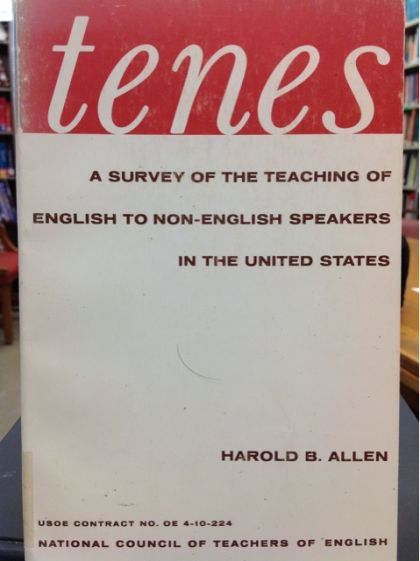 tenes
A SURVEY OF THE TEACHING OF
ENGLISH TO NON-ENGLISH SPEAKERS
IN THE UNITED STATES
HAROLD B. ALLEN
USOE CONTRACT NO. OE 4-10-224
NATIONAL COUNCIL OF TEACHERS OF ENGLISH